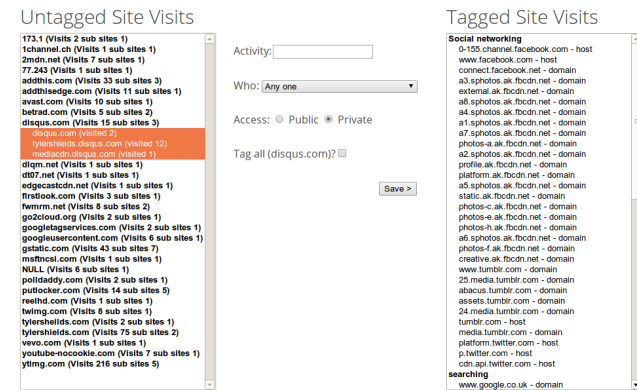 Untagged Site Visits
173.1 (Visits 2 sub sites 1)
1channel.ch (Visits 1 sub sites 1)
2mdn.net (Visits 7 sub sites 1)
77.243 (Visits 1 sub sites 1)
addthis.com (Visits 33 sub sites 3)
addthisedge.com (Visits 11 sub sites 1)
avast.com (Visits 10 sub sites 1)
betrad.com (Visits 5 sub sites 2)
disqus.com (Visits 15 sub sites 3)
disqus.com (visited 2)
tylershields.disqus.com (visited 12)
mediacdn.disqus.com (visited 1)
dlqm.net (Visits 1 sub sites 1)
dt07.net (Visits 1 sub sites 1)
edgecastcdn.net (Visits 1 sub sites 1)
firstlook.com (Visits 3 sub sites 1)
fwmrm.net (Visits 8 sub sites 2)
go2cloud.org (Visits 2 sub sites 1)
googletagservices.com (Visits 2 sub sites 1)
googleusercontent.com (Visits 6 sub sites 1)
gstatic.com (Visits 43 sub sites 7)
msftncsi.com (Visits 1 sub sites 1)
NULL (Visits 6 sub sites 1)
polldaddy.com (Visits 2 sub sites 1)
putlocker.com (Visits 14 sub sites 5)
reelhd.com (Visits 1 sub sites 1)
twimg.com (Visits 8 sub sites 1)
tylersheilds.com (Visits 2 sub sites 1)
tylershields.com (Visits 75 sub sites 2)
vevo.com (Visits 1 sub sites 1)
youtube-nocookie.com (Visits 7 sub sites 1)
ytimg.com (Visits 216 sub sites 5)
Activity:
Who: Any one
Access: Public Private
Tag all (disqus.com)?
Save >
Tagged Site Visits
Social networking
0-155.channel.facebook.com - host
www.facebook.com - host
connect.facebook.net - domain
a3.sphotos.ak.fbcdn.net - domain
external.ak.fbcdn.net - domain
a8.sphotos.ak.fbcdn.net - domain
a4.sphotos.ak.fbcdn.net - domain
a1.sphotos.ak.fbcdn.net - domain
a7.sphotos.ak.fbcdn.net - domain
photos-a.ak.fbcdn.net - domain
a2.sphotos.ak.fbcdn.net - domain
profile.ak.fbcdn.net - domain
platform.ak.fbcdn.net - domain
a5.sphotos.ak.fbcdn.net - domain
static.ak.fbcdn.net - domain
photos-c.ak.fbcdn.net - domain
photos-e.ak.fbcdn.net - domain
photos-h.ak.fbcdn.net - domain
a6.sphotos.ak.fbcdn.net - domain
photos-f.ak.fbcdn.net - domain
creative.ak.fbcdn.net - domain
www.tumblr.com - domain
25.media.tumblr.com - domain
abacus.tumblr.com - domain
assets.tumblr.com - domain
24.media.tumblr.com - domain
tumblr.com - host
media.tumblr.com - domain
platform.twitter.com - host
p.twitter.com - host
cdn.api.twitter.com - host
searching
www.google.co.uk - domain